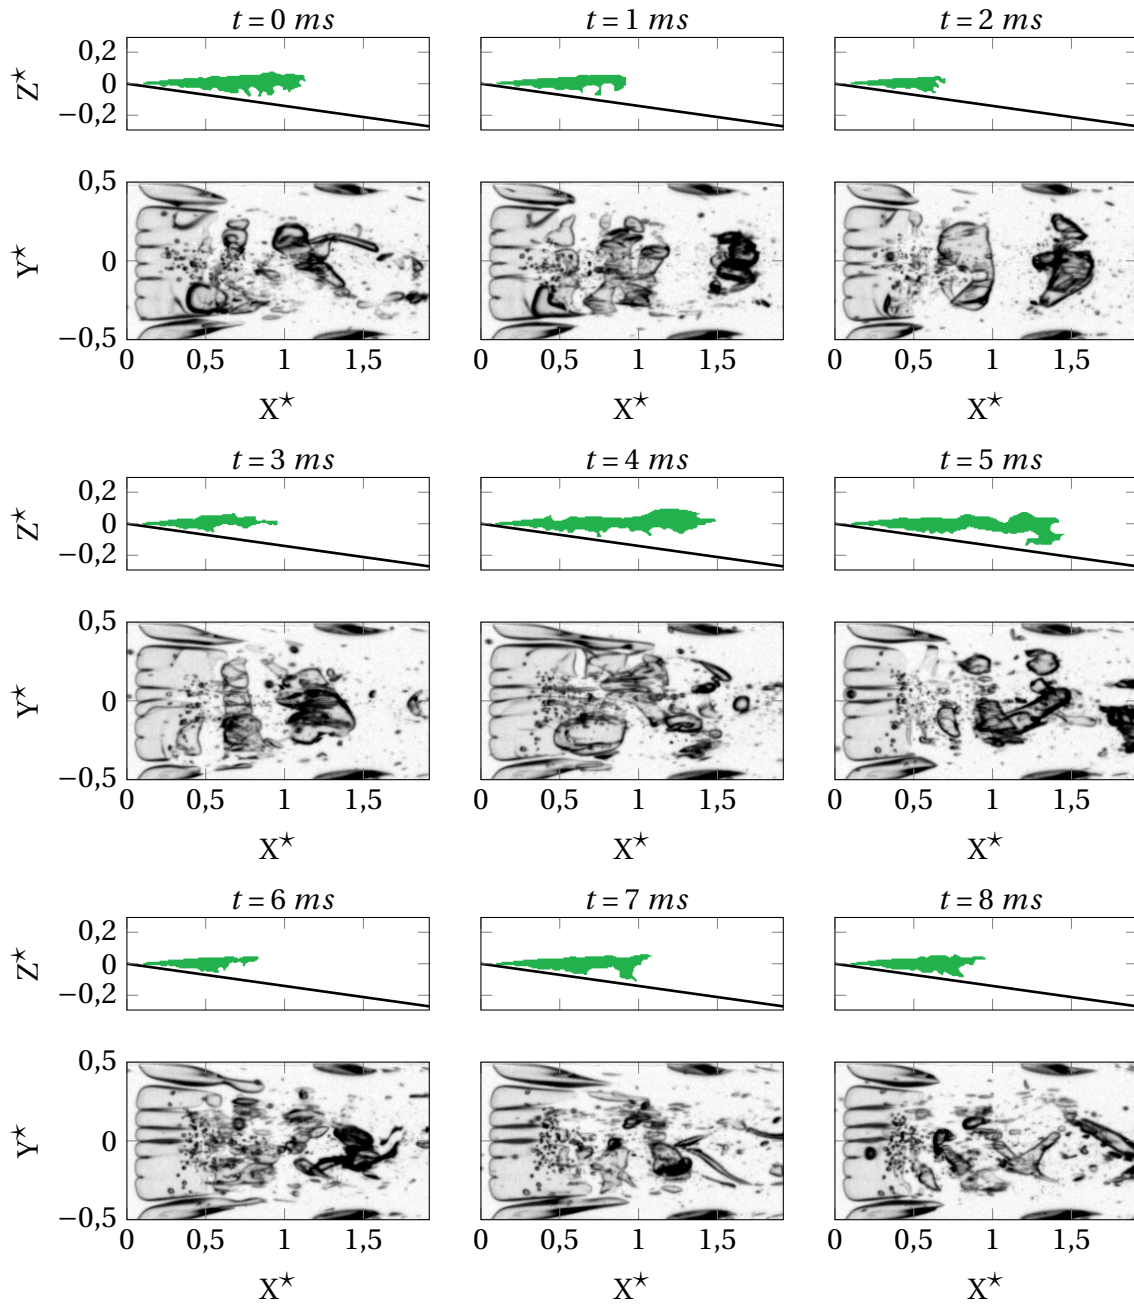 t = 0 ms t = 1 ms t = 2 ms
0,2
0
−0,2
Z★
0,5
0
−0,5
Y★
0 0,5 1 1,5 0 0,5 1 1,5 0 0,5 1 1,5
X★ X★ X★
t = 3 ms t = 4 ms t = 5 ms
0,2
0
−0,2
Z★
0,5
0
−0,5
Y★
0 0,5 1 1,5 0 0,5 1 1,5 0 0,5 1 1,5
X★ X★ X★
t = 6 ms t = 7 ms t = 8 ms
0,2
0
−0,2
Z★
0,5
0
−0,5
Y★
0 0,5 1 1,5 0 0,5 1 1,5 0 0,5 1 1,5
X★ X★ X★